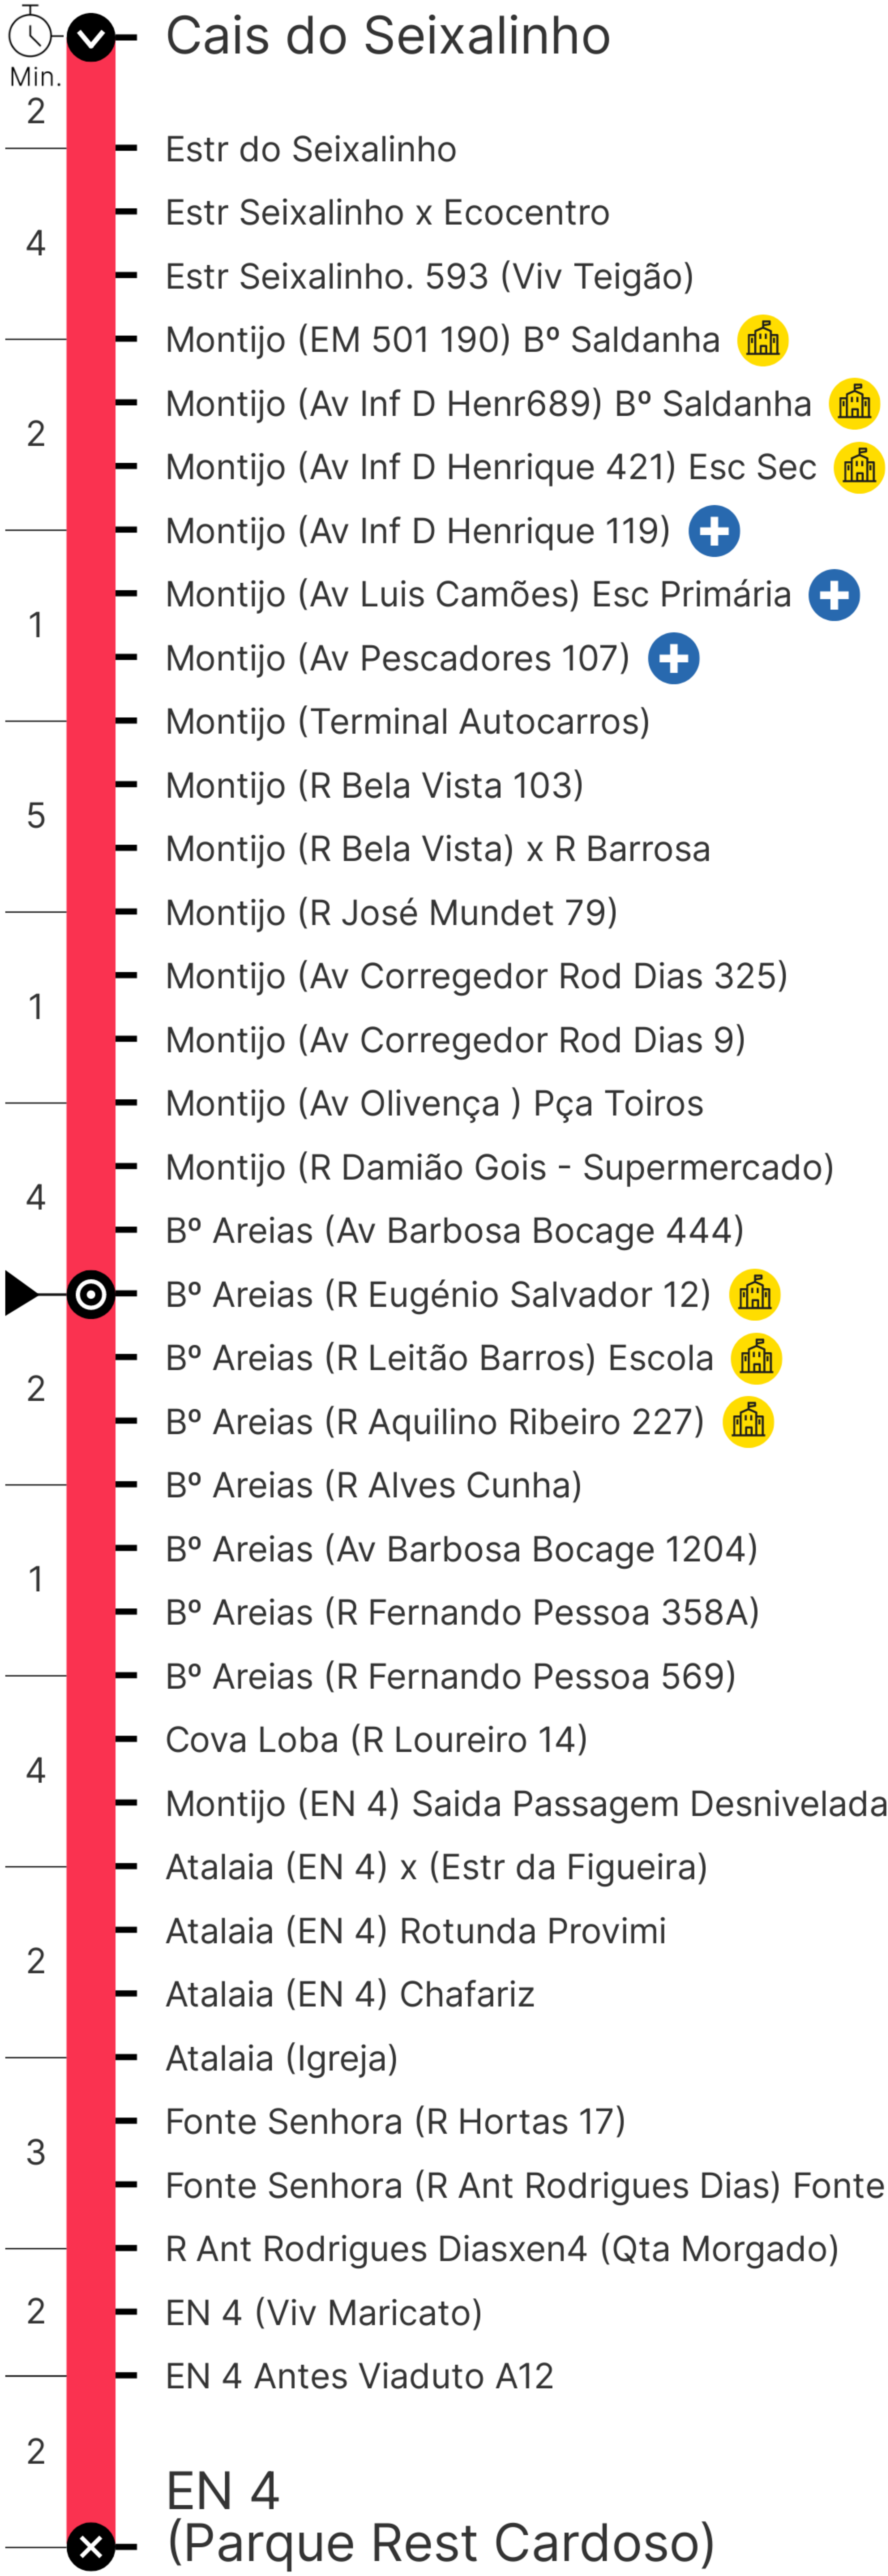 Cais do Seixalinho
Min.
2
Estr do Seixalinho
Estr Seixalinho x Ecocentro
4
Estr Seixalinho. 593 (Viv Teigão)
Montijo (EM 501 190) Bº Saldanha
Montijo (Av Inf D Henr689) Bº Saldanha
2
Montijo (Av Inf D Henrique 421) Esc Sec
Montijo (Av Inf D Henrique 119)
Montijo (Av Luis Camões) Esc Primária
1
Montijo (Av Pescadores 107)
Montijo (Terminal Autocarros)
Montijo (R Bela Vista 103)
5
Montijo (R Bela Vista) x R Barrosa
Montijo (R José Mundet 79)
Montijo (Av Corregedor Rod Dias 325)
1
Montijo (Av Corregedor Rod Dias 9)
Montijo (Av Olivença ) Pça Toiros
Montijo (R Damião Gois - Supermercado)
4
Bº Areias (Av Barbosa Bocage 444)
Bº Areias (R Eugénio Salvador 12)
Bº Areias (R Leitão Barros) Escola
2
Bº Areias (R Aquilino Ribeiro 227)
Bº Areias (R Alves Cunha)
Bº Areias (Av Barbosa Bocage 1204)
1
Bº Areias (R Fernando Pessoa 358A)
Bº Areias (R Fernando Pessoa 569)
Cova Loba (R Loureiro 14)
4
Montijo (EN 4) Saida Passagem Desnivelada
Atalaia (EN 4) x (Estr da Figueira)
Atalaia (EN 4) Rotunda Provimi
2
Atalaia (EN 4) Chafariz
Atalaia (Igreja)
Fonte Senhora (R Hortas 17)
3
Fonte Senhora (R Ant Rodrigues Dias) Fonte
R Ant Rodrigues Diasxen4 (Qta Morgado)
2
EN 4 (Viv Maricato)
EN 4 Antes Viaduto A12
2
EN 4
(Parque Rest Cardoso)